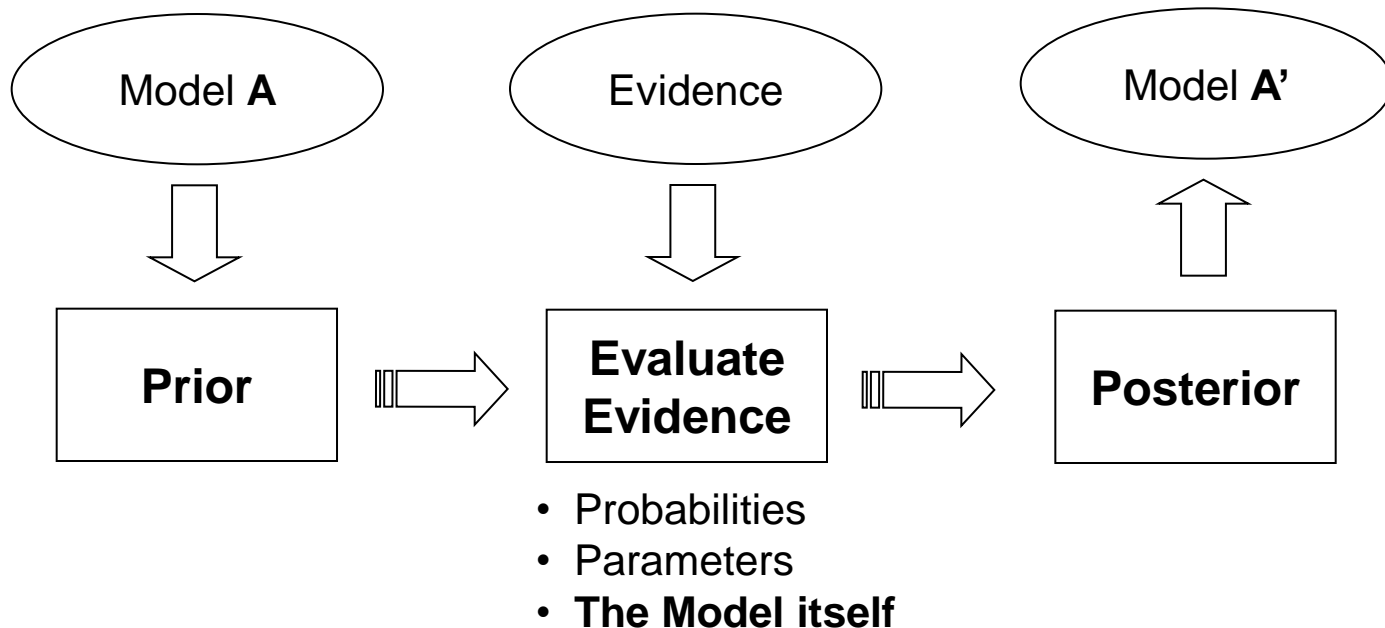 Model A
Evidence
Model A’
Prior
Evaluate
Evidence
Posterior
• Probabilities
• Parameters
• The Model itself